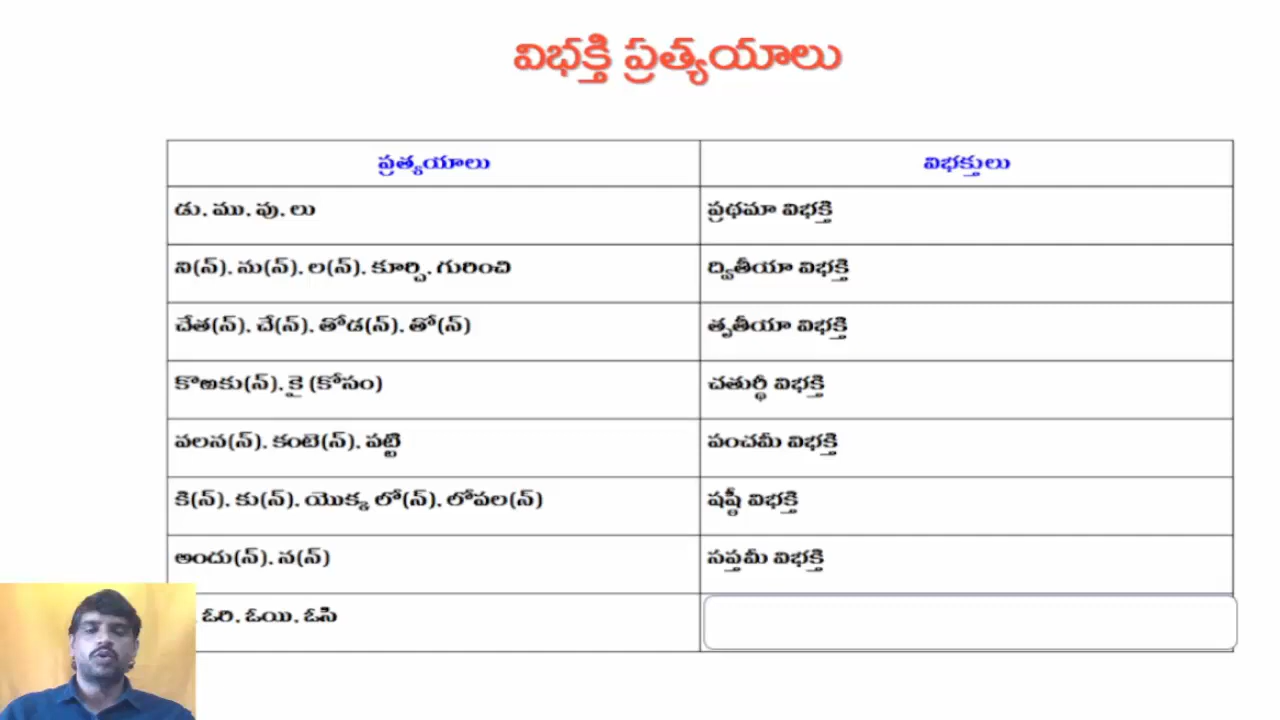 విభక్తి ప్రత్యయాలు
ప్రత్యయాలు విభక్తులు
డు. ము. వు. లు ప్రథమా విభక్తి
ని(న్). ను(న్). ల(న్). కూర్చి. గురించి ద్వితీయా విభక్తి
చేత(న్). చే(న్). తోడ(న్). తో(న్) తృతీయా విభక్తి
కొఱకు(న్). కై (కోసం) చతుర్థీ విభక్తి
వలన(న్). కంటె(న్). పట్టి పంచమీ విభక్తి
కి(న్). కు(న్). యొక్క లో(న్). లోపల(న్) షష్ఠీ విభక్తి
అందు(న్). న(న్) సప్తమీ విభక్తి
. ఓరి. ఓయి. ఓసి